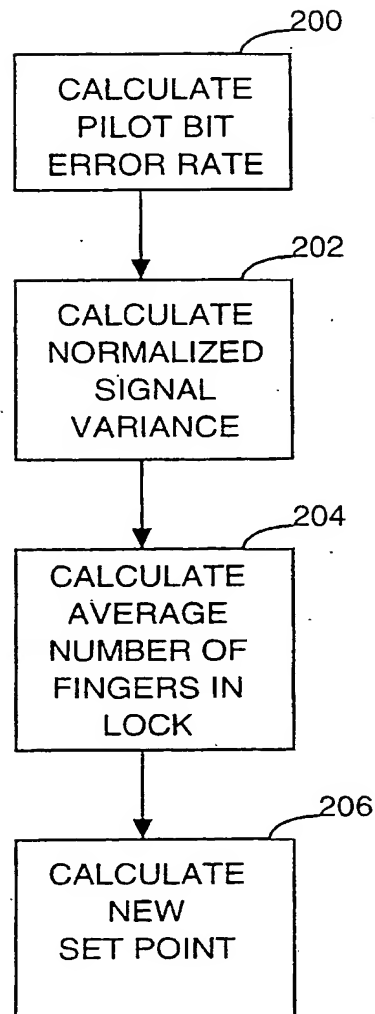 200
CALCULATE
PILOT BIT
ERROR RATE
202
CALCULATE
NORMALIZED
SIGNAL
VARIANCE
204
CALCULATE
AVERAGE
NUMBER OF
FINGERS IN
LOCK
206
CALCULATE
NEW
SET POINT